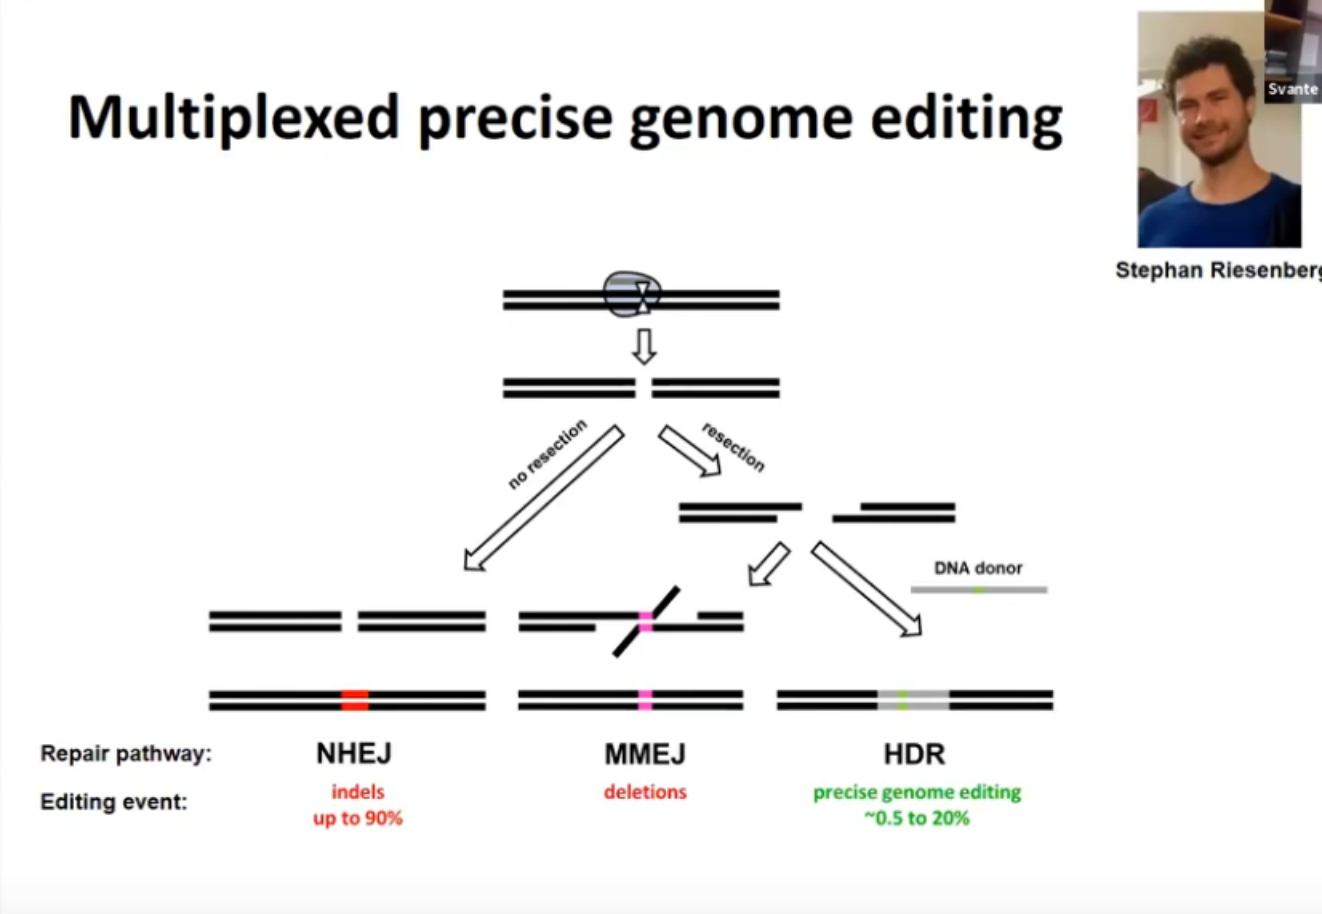 Svante
Multiplexed precise genome editing
Stephan Riesenberg
no resection
resection
DNA donor
Repair pathway:
NHEJ
MMEJ
HDR
Editing event:
indels
up to 90%
deletions
precise genome editing
~0.5 to 20%